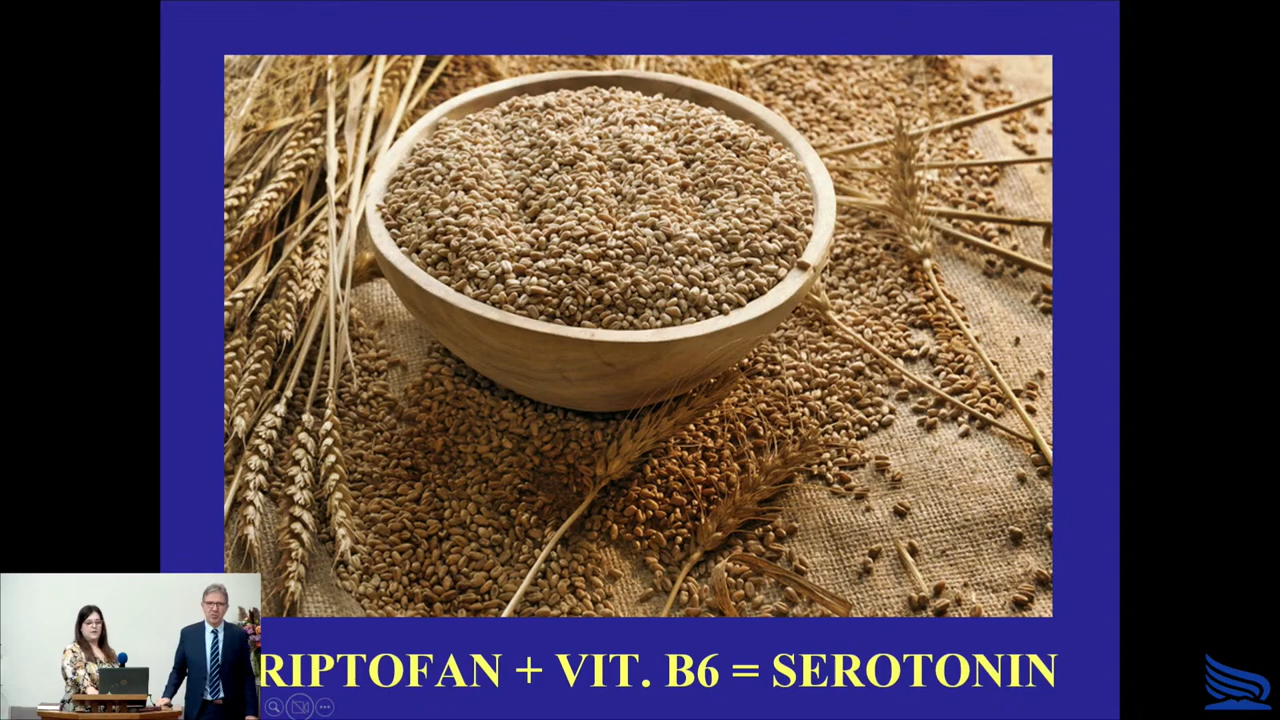 RIPTOFAN + VIT. B6 = SEROTONIN